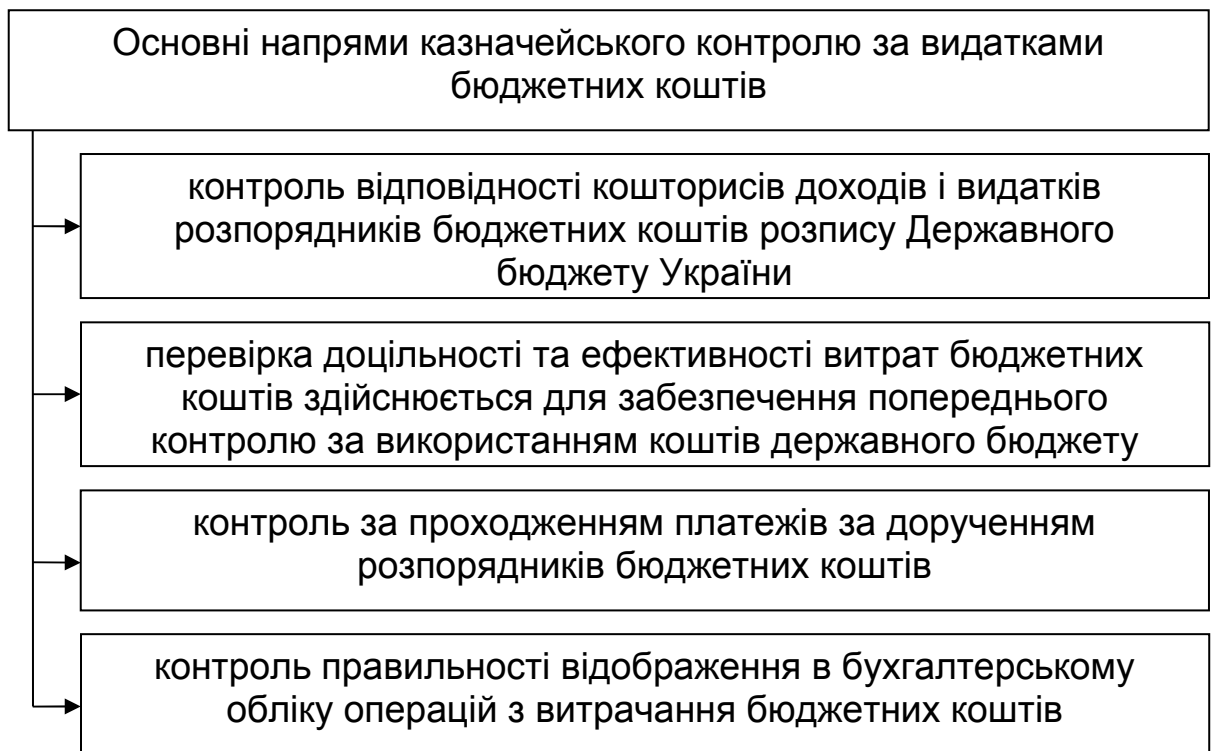 Основні напрями казначейського контролю за видатками
бюджетних коштів
контроль відповідності кошторисів доходів і видатків
розпорядників бюджетних коштів розпису Державного
бюджету України
перевірка доцільності та ефективності витрат бюджетних
коштів здійснюється для забезпечення попереднього
контролю за використанням коштів державного бюджету
контроль за проходженням платежів за дорученням
розпорядників бюджетних коштів
контроль правильності відображення в бухгалтерському
обліку операцій з витрачання бюджетних коштів